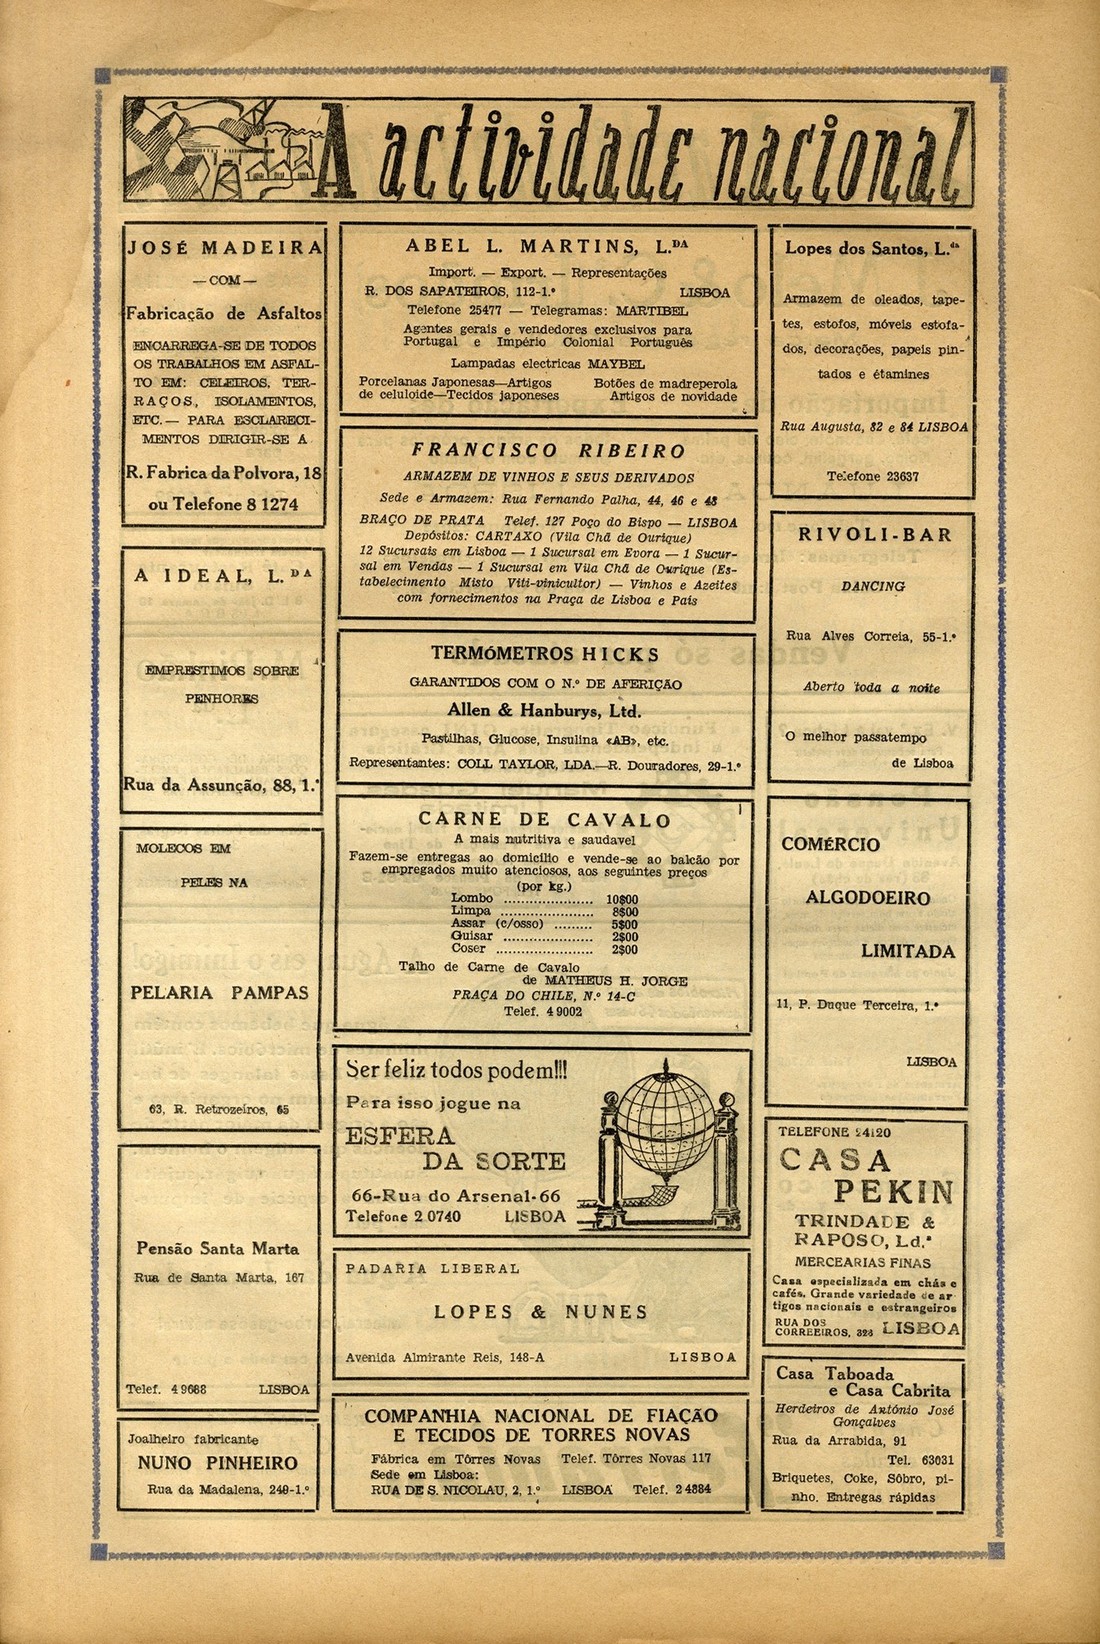 A actividade nacional
JOSÉ MADEIRA
—COM—
Fabricação de Asfaltos
ENCARREGA-SE DE TODOS
OS TRABALHOS EM ASFAL-
TO EM: CELEIROS, TER-
RAÇOS, ISOLAMENTOS,
ETC.— PARA ESCLARECI-
MENTOS DIRIGIR-SE A
R. Fabrica da Polvora, 18
ou Telefone 8 1274
A IDEAL, L.DA
EMPRESTIMOS SOBRE
PENHORES
Rua da Assunção, 88, 1.º
MOLECOS EM
PELES NA
PELARIA PAMPAS
63, R. Retrozeiros, 65
Pensão Santa Marta
Rua de Santa Marta, 167
Telef. 4 9688 LISBOA
Joalheiro fabricante
NUNO PINHEIRO
Rua da Madalena, 249-1.º
ABEL L. MARTINS, L.DA
Import. — Export. — Representações
R. DOS SAPATEIROS, 112-1.º LISBOA
Telefone 25477 — Telegramas: MARTIBEL
Agentes gerais e vendedores exclusivos para
Portugal e Império Colonial Português
Lampadas electricas MAYBEL
Porcelanas Japonesas—Artigos Botões de madreperola
de celuloide—Tecidos japoneses Artigos de novidade
FRANCISCO RIBEIRO
ARMAZEM DE VINHOS E SEUS DERIVADOS
Sede e Armazem: Rua Fernando Palha, 44, 46 e 48
BRAÇO DE PRATA Telef. 127 Poço do Bispo — LISBOA
Depósitos: CARTAXO (Vila Chã de Ourique)
12 Sucursais em Lisboa — 1 Sucursal em Evora — 1 Sucur-
sal em Vendas — 1 Sucursal em Vila Chã de Ourique (Es-
tabelecimento Misto Viti-vinicultor) — Vinhos e Azeites
com fornecimentos na Praça de Lisboa e Pais
TERMÓMETROS HICKS
GARANTIDOS COM O N.º DE AFERIÇÃO
Allen & Hanburys, Ltd.
Pastilhas, Glucose, Insulina «AB», etc.
Representantes: COLL TAYLOR, LDA.—R. Douradores, 29-1.º
CARNE DE CAVALO
A mais nutritiva e saudavel
Fazem-se entregas ao domicilio e vende-se ao balcão por
empregados muito atenciosos, aos seguintes preços
(por kg.)
Lombo ...................... 10$00
Limpa ....................... 8$00
Assar (c/osso) ......... 5$00
Guisar ...................... 2$00
Coser ........................ 2$00
Talho de Carne de Cavalo
de MATHEUS H. JORGE
PRAÇA DO CHILE, N.º 14-C
Telef. 4 9002
Ser feliz todos podem!!!
Para isso jogue na
ESFERA
DA SORTE
66-Rua do Arsenal-66
Telefone 2 0740 LISBOA
PADARIA LIBERAL
LOPES & NUNES
Avenida Almirante Reis, 148-A LISBOA
COMPANHIA NACIONAL DE FIAÇÃO
E TECIDOS DE TORRES NOVAS
Fábrica em Tôrres Novas Telef. Tôrres Novas 117
Sede em Lisboa:
RUA DE S. NICOLAU, 2, 1.º LISBOA Telef. 2 4884
Lopes dos Santos, L.da
Armazem de oleados, tape-
tes, estofos, móveis estofa-
dos, decorações, papeis pin-
tados e étamines
Rua Augusta, 82 e 84 LISBOA
Telefone 23637
RIVOLI-BAR
DANCING
Rua Alves Correia, 55-1.º
Aberto toda a noite
O melhor passatempo
de Lisboa
COMÉRCIO
ALGODOEIRO
LIMITADA
11, P. Duque Terceira, 1.º
LISBOA
TELEFONE 24120
CASA
PEKIN
TRINDADE &
RAPOSO, Ld.ª
MERCEARIAS FINAS
Casa especializada em chás e
cafés. Grande variedade de ar-
tigos nacionais e estrangeiros
RUA DOS
CORREEIROS, LISBOA
Casa Taboada
e Casa Cabrita
Herdeiros de António José
Gonçalves
Rua da Arrabida, 91
Tel. 63031
Briquetes, Coke, Sôbro, pi-
nho. Entregas rápidas